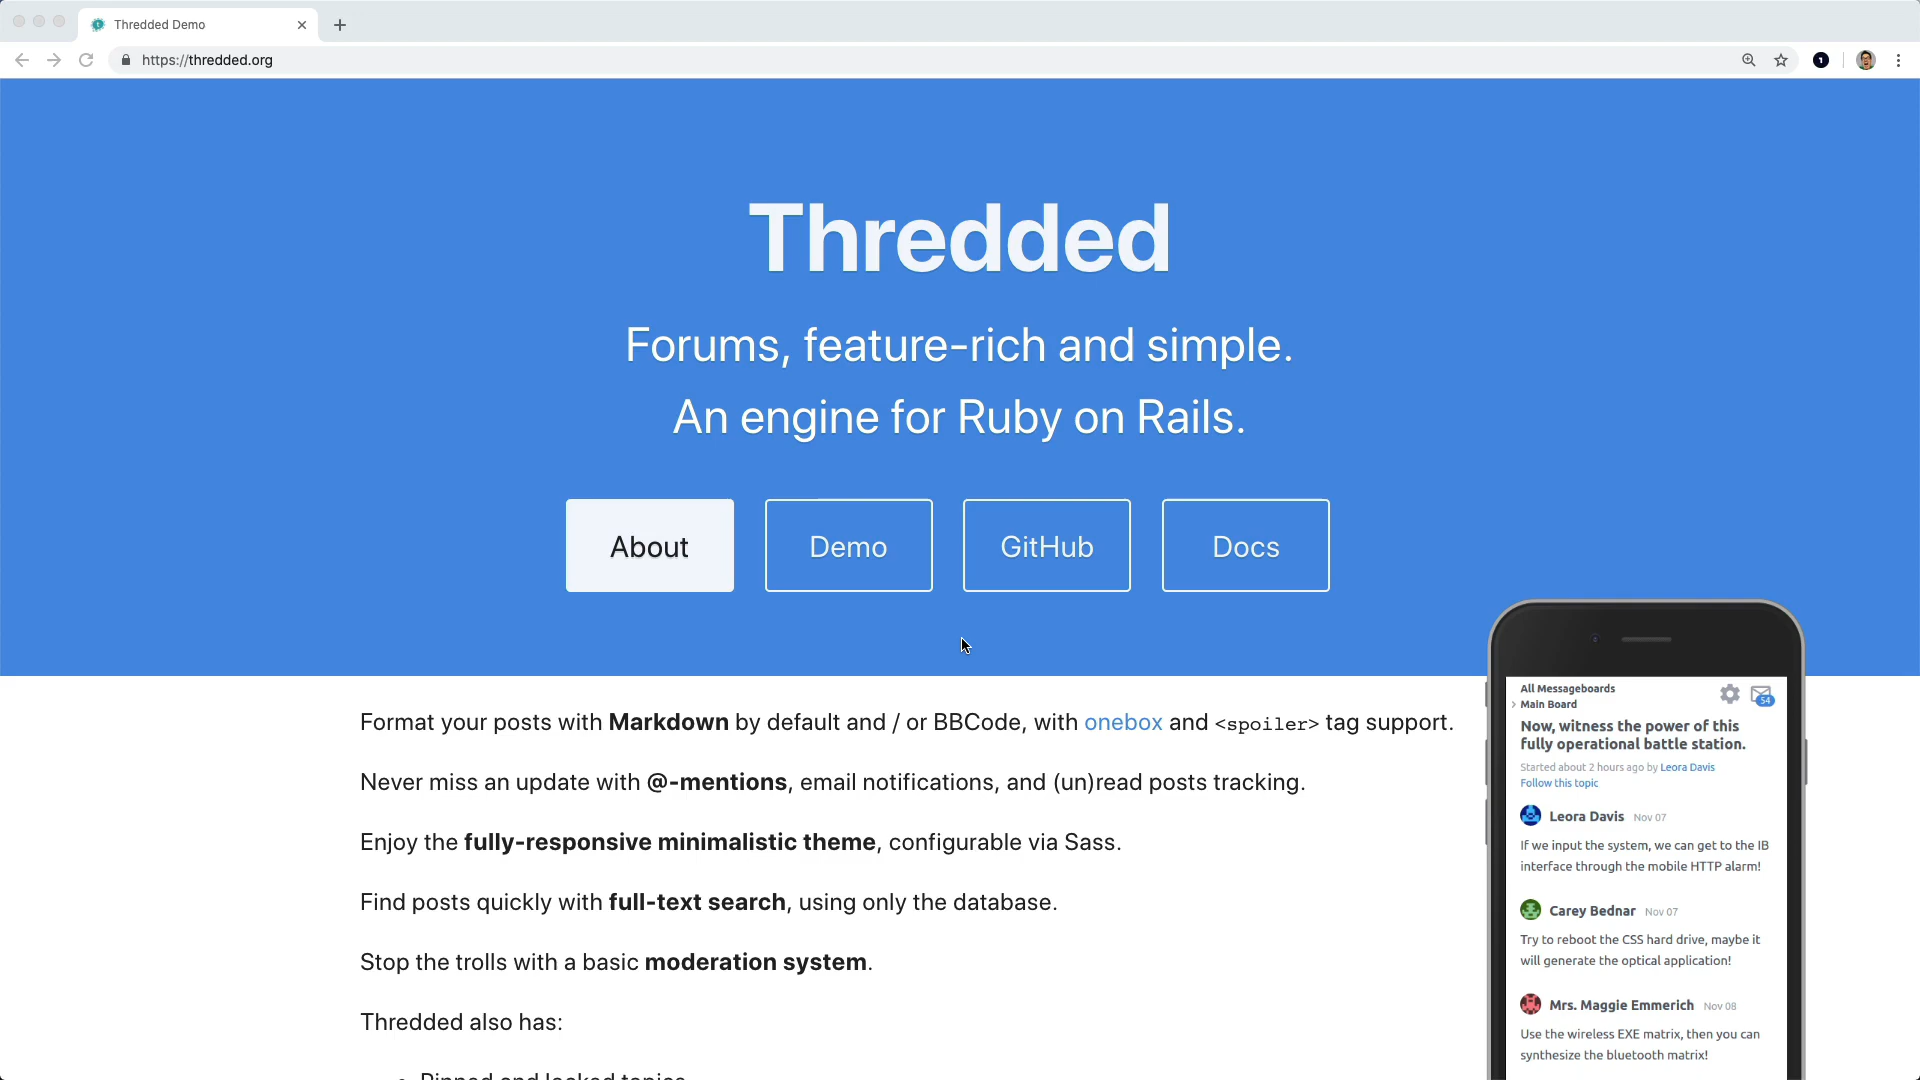 Thredded Demo
https://thredded.org
Thredded
Forums, feature-rich and simple.
An engine for Ruby on Rails.
About
Demo
GitHub
Docs
Format your posts with Markdown by default and / or BBCode, with onebox and <spoiler> tag support.
Never miss an update with @-mentions, email notifications, and (un)read posts tracking.
Enjoy the fully-responsive minimalistic theme, configurable via Sass.
Find posts quickly with full-text search, using only the database.
Stop the trolls with a basic moderation system.
Thredded also has:
Pinned and locked topics
All Messageboards
54
› Main Board
Now, witness the power of this
fully operational battle station.
Started about 2 hours ago by Leora Davis
Follow this topic
Leora Davis Nov 07
If we input the system, we can get to the IB
interface through the mobile HTTP alarm!
Carey Bednar Nov 07
Try to reboot the CSS hard drive, maybe it
will generate the optical application!
Mrs. Maggie Emmerich Nov 08
Use the wireless EXE matrix, then you can
synthesize the bluetooth matrix!